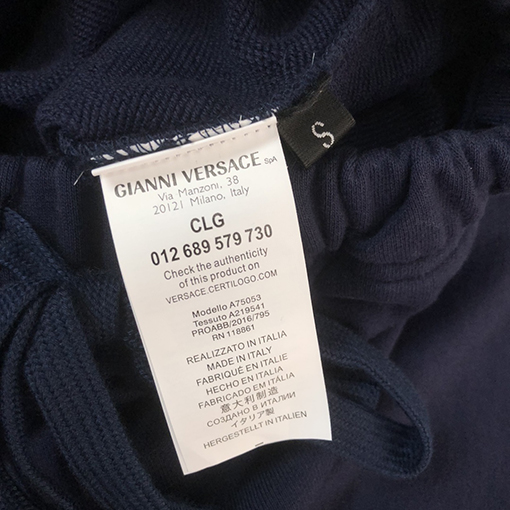 S
GIANNI VERSACE SpA
Via Manzoni, 38
20121 Milano, Italy
CLG
012 689 579 730
Check the authenticity
of this product on
VERSACE.CERTILOGO.COM
Modello A75053
Tessuto A219541
PROABB/2016/795
RN 118861
REALIZZATO IN ITALIA
MADE IN ITALY
FABRIQUÉ EN ITALIE
HECHO EN ITALIA
FABRICADO EM ITÁLIA
意大利制造
СОЗДАНО В ИТАЛИИ
イタリア製
HERGESTELLT IN ITALIEN